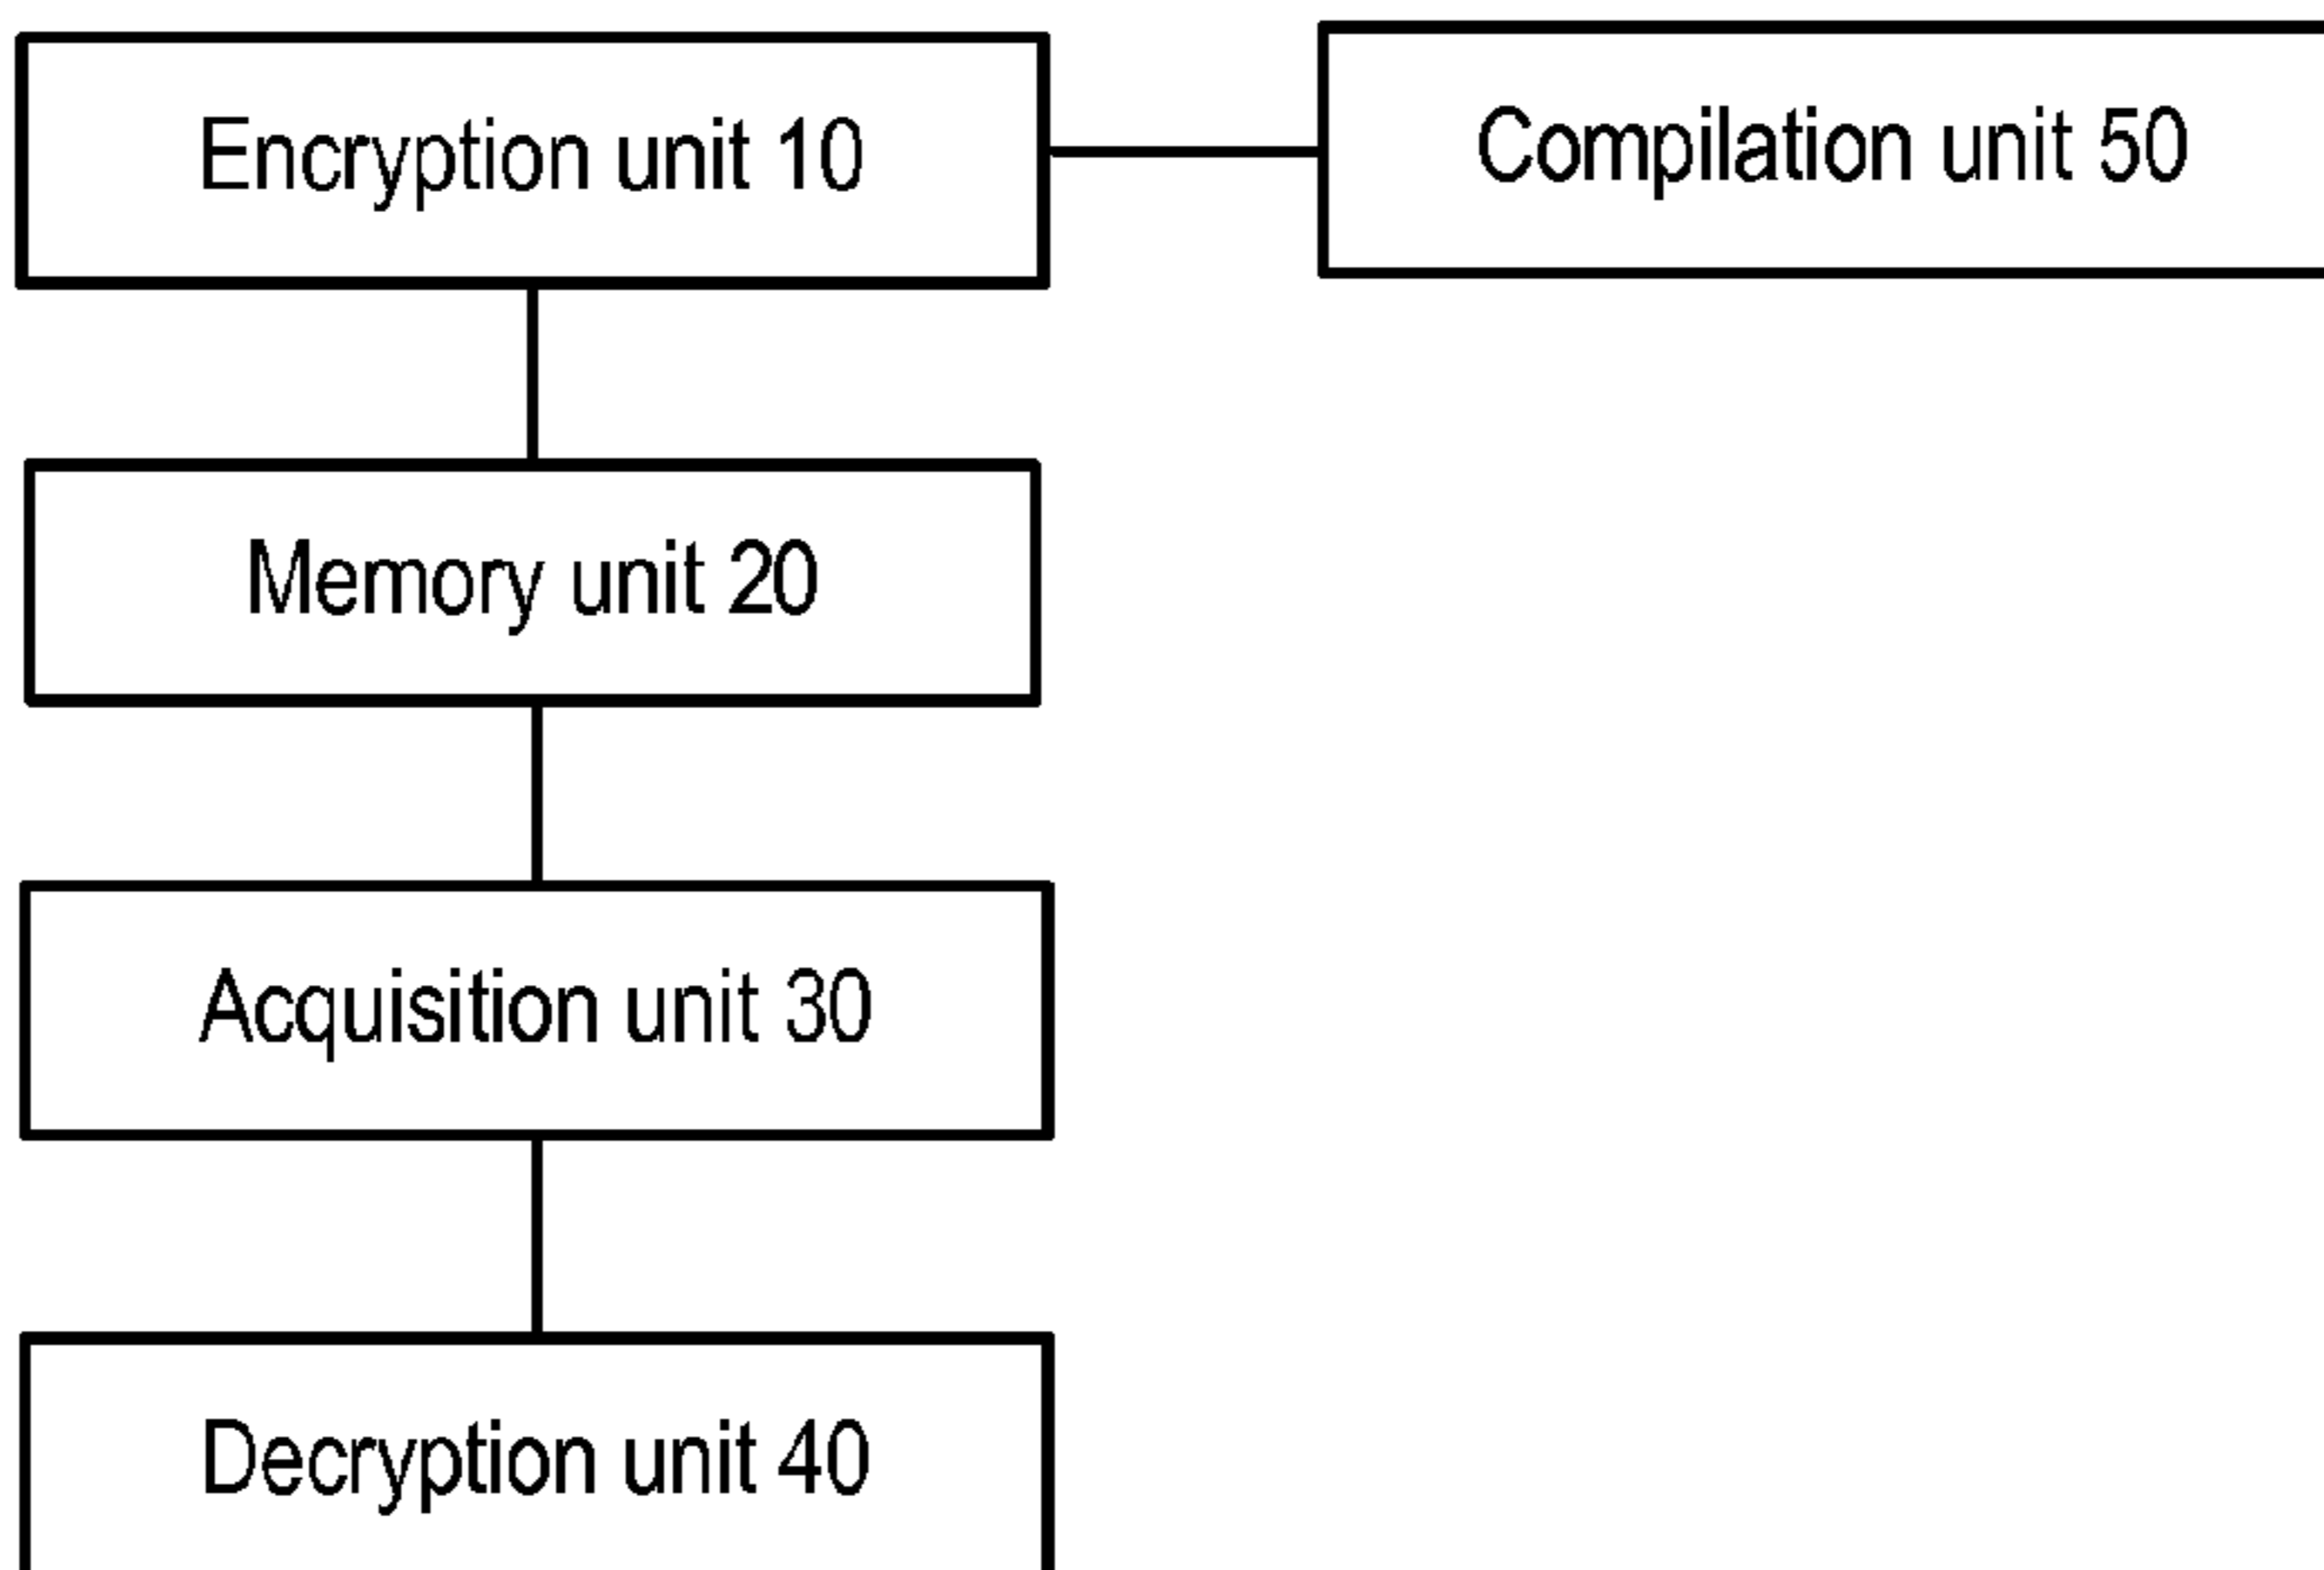 Encryption unit 10
Compilation unit 50
Memory unit 20
Acquisition unit 30
Decryption unit 40